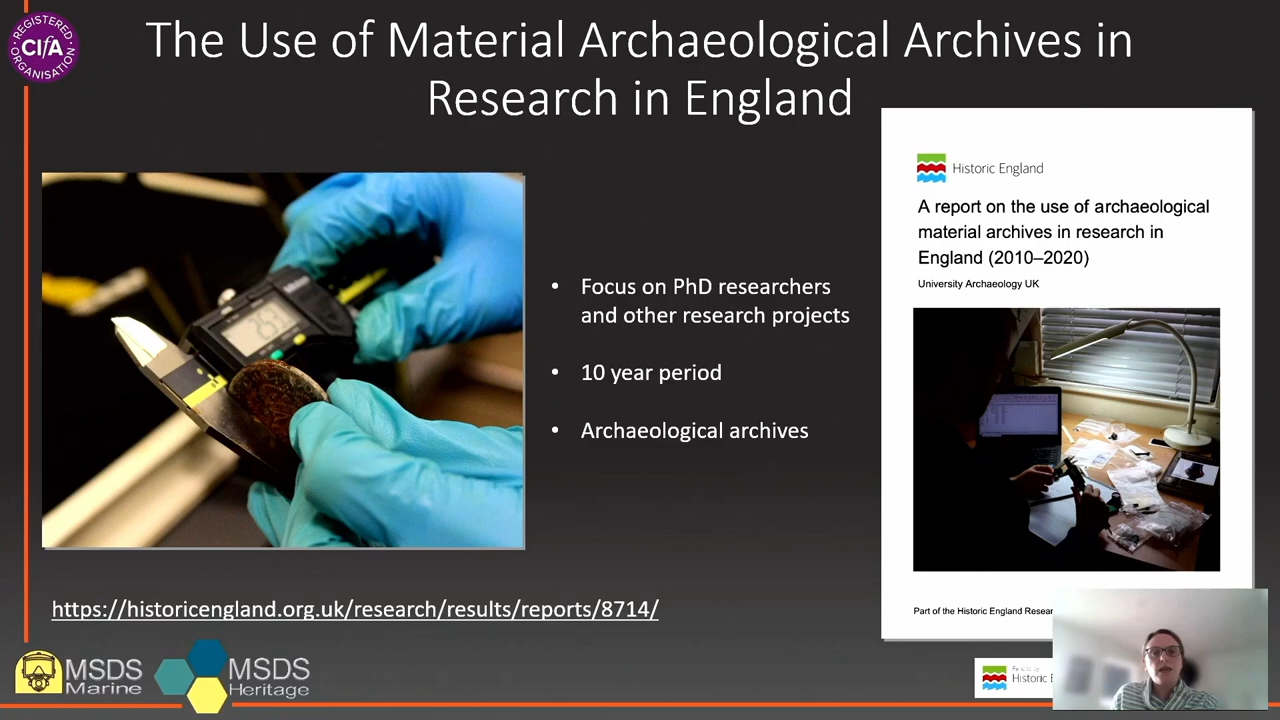 REGISTERED
CIfA
ORGANISATION
The Use of Material Archaeological Archives in
Research in England
Historic England
A report on the use of archaeological
material archives in research in
England (2010–2020)
University Archaeology UK
• Focus on PhD researchers
and other research projects
• 10 year period
• Archaeological archives
https://historicengland.org.uk/research/results/reports/8714/
Part of the Historic England
MSDS
Marine
MSDS
Heritage
Historic